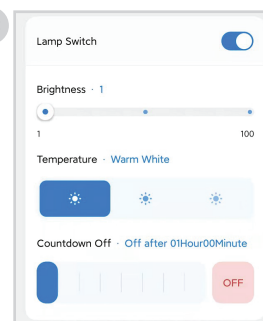 Lamp Switch
Brightness · 1
1 100
Temperature · Warm White
Countdown Off · Off after 01Hour00Minute
OFF